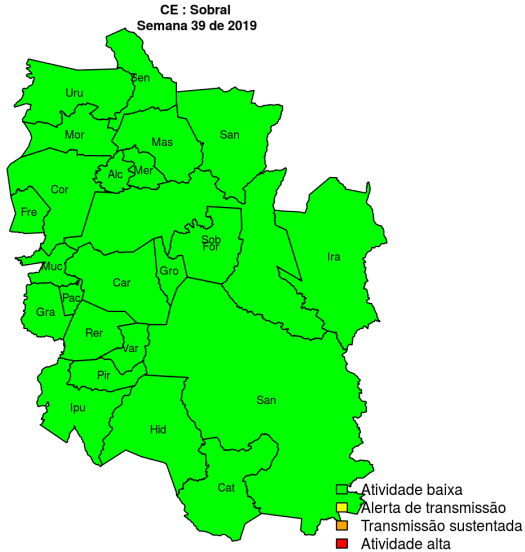 CE : Sobral
Semana 39 de 2019
Sen
Uru
Mor
Mas
San
Alc
Mer
Cor
Fre
Sob
For
Ira
Muc
Gro
Car
Pac
Gra
Rer
Var
Pir
San
Ipu
Hid
Cat
Atividade baixa
Alerta de transmissão
Transmissão sustentada
Atividade alta